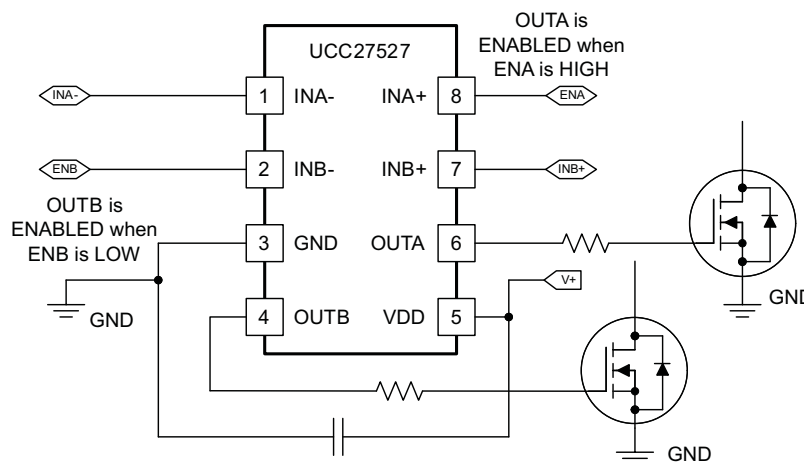 OUTA is
ENABLED when
ENA is HIGH
UCC27527
INA- 1 INA- INA+ 8 ENA
ENB 2 INB- INB+ 7 INB+
OUTB is
ENABLED when
ENB is LOW
3 GND OUTA 6
GND
V+
GND
4 OUTB VDD 5
GND